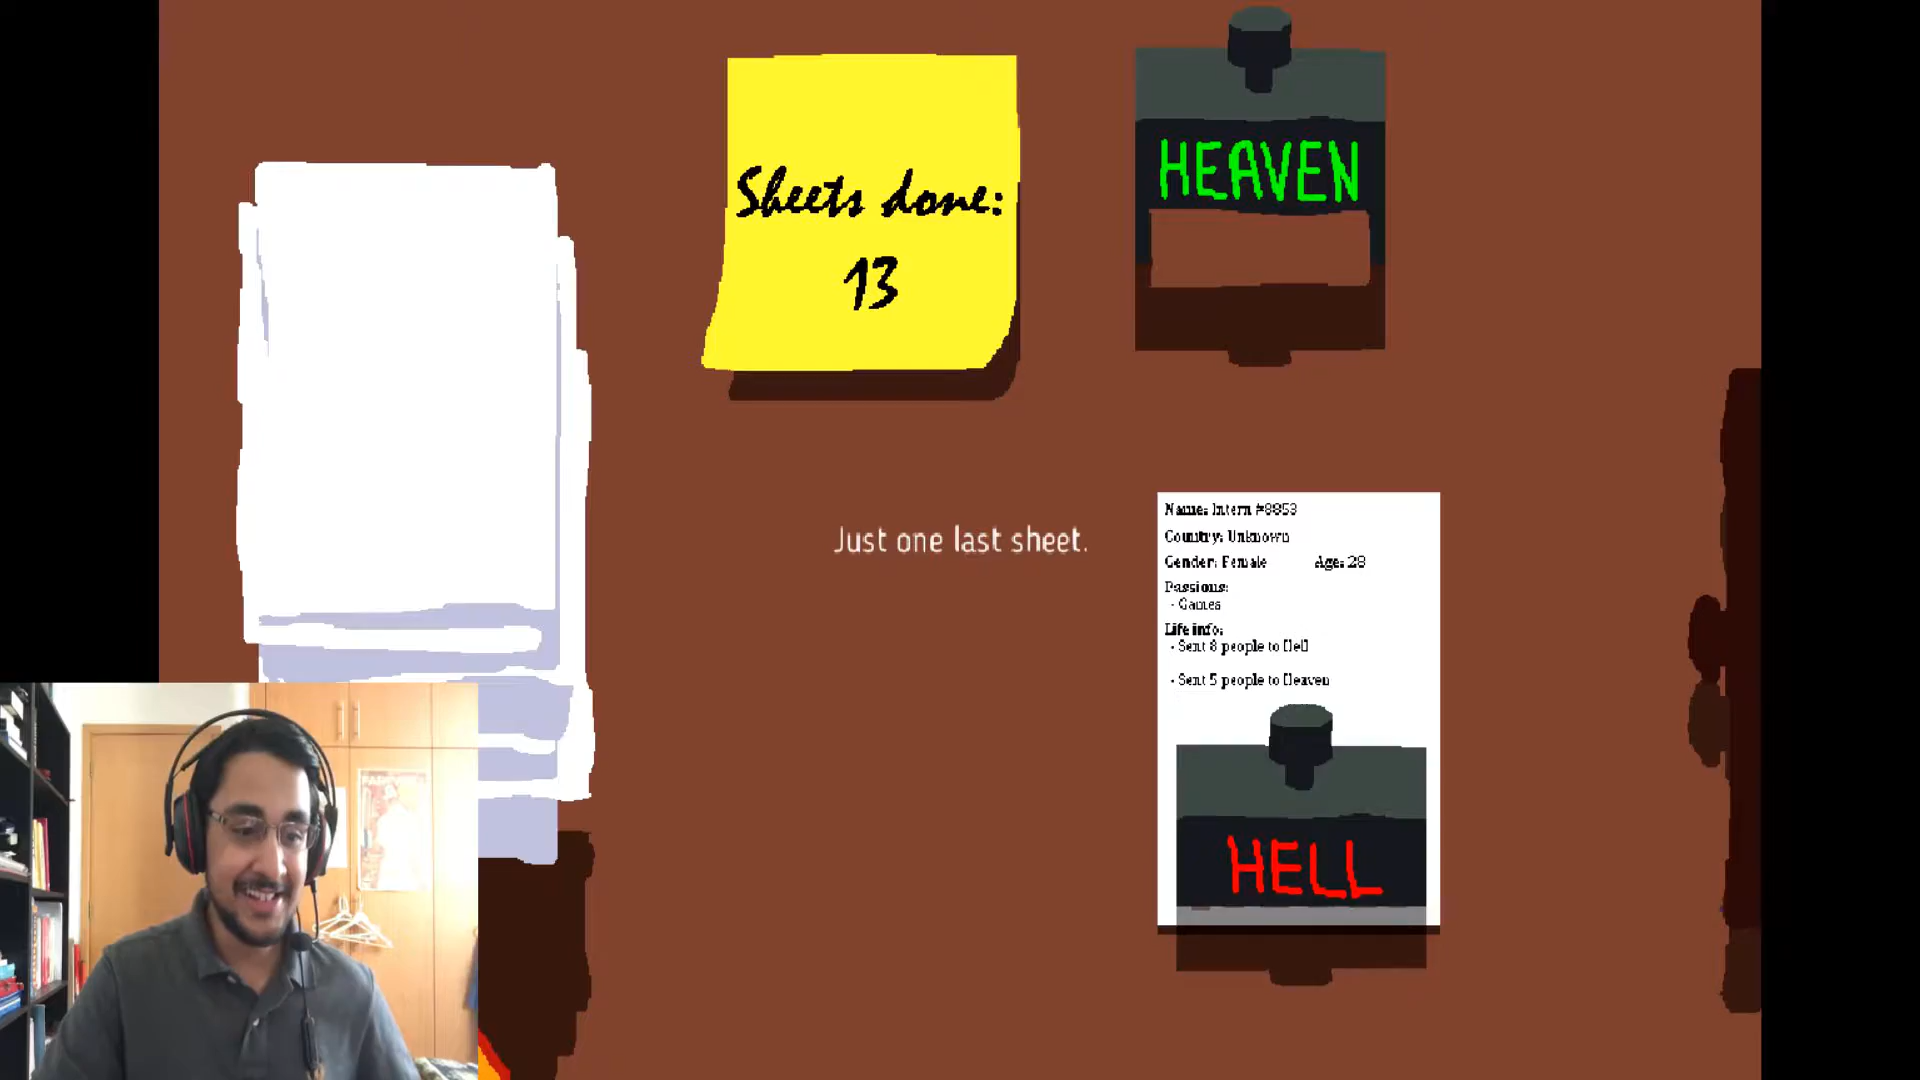 Sheets done:
13
HEAVEN
Just one last sheet.
Name: Intern #8853
Country: Unknown
Gender: Female Age: 28
Passions:
- Games
Life info:
- Sent 8 people to Hell
- Sent 5 people to Heaven
HELL